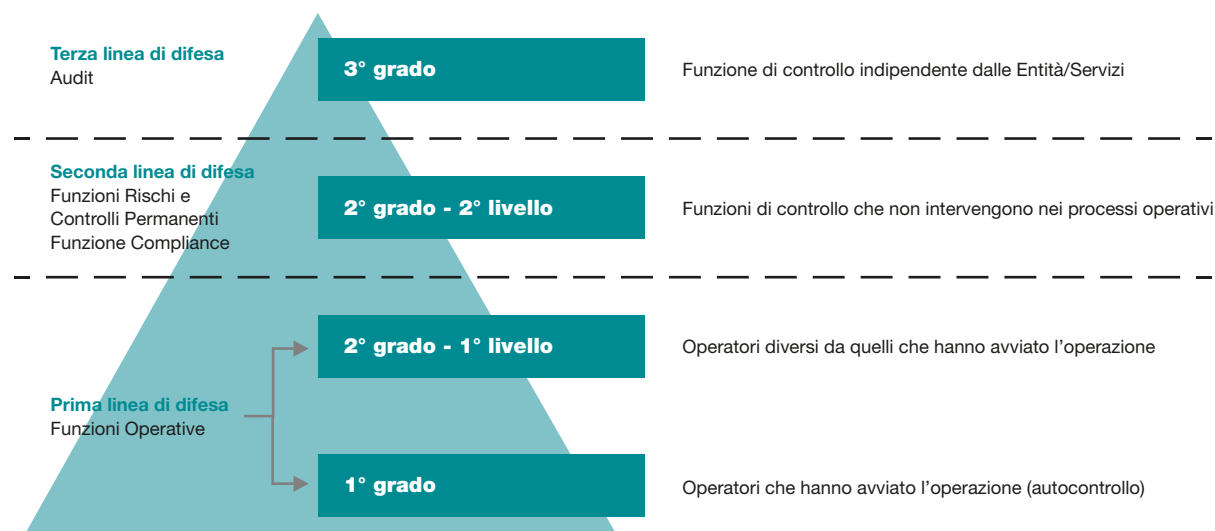 Terza linea di difesa
Audit
3° grado
Funzione di controllo indipendente dalle Entità/Servizi
Seconda linea di difesa
Funzioni Rischi e
Controlli Permanenti
Funzione Compliance
2° grado - 2° livello
Funzioni di controllo che non intervengono nei processi operativi
2° grado - 1° livello
Operatori diversi da quelli che hanno avviato l'operazione
Prima linea di difesa
Funzioni Operative
1° grado
Operatori che hanno avviato l'operazione (autocontrollo)